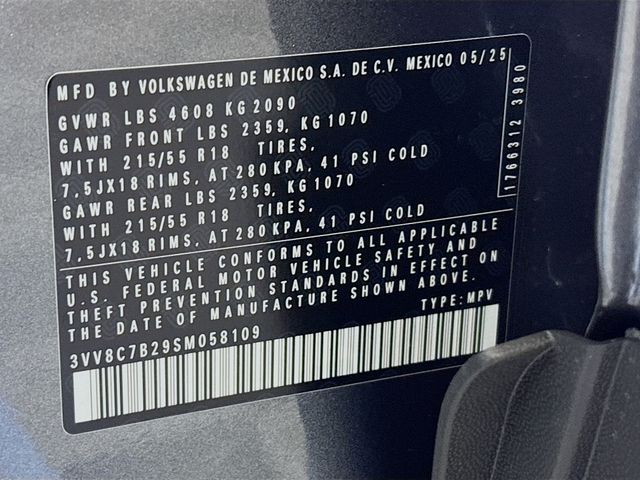 MFD BY VOLKSWAGEN DE MEXICO S.A. DE C.V. MEXICO 05/25
GVWR LBS 4608 KG 2090
GAWR FRONT LBS 2359, KG 1070
WITH 215/55 R18 TIRES,
7,5JX18 RIMS, AT 280 KPA, 41 PSI COLD
GAWR REAR LBS 2359, KG 1070
WITH 215/55 R18 TIRES,
7,5JX18 RIMS, AT 280 KPA, 41 PSI COLD
1766312 3980
THIS VEHICLE CONFORMS TO ALL APPLICABLE
U.S. FEDERAL MOTOR VEHICLE SAFETY AND
THEFT PREVENTION STANDARDS IN EFFECT ON
THE DATE OF MANUFACTURE SHOWN ABOVE.
3VV8C7B29SM058109 TYPE: MPV